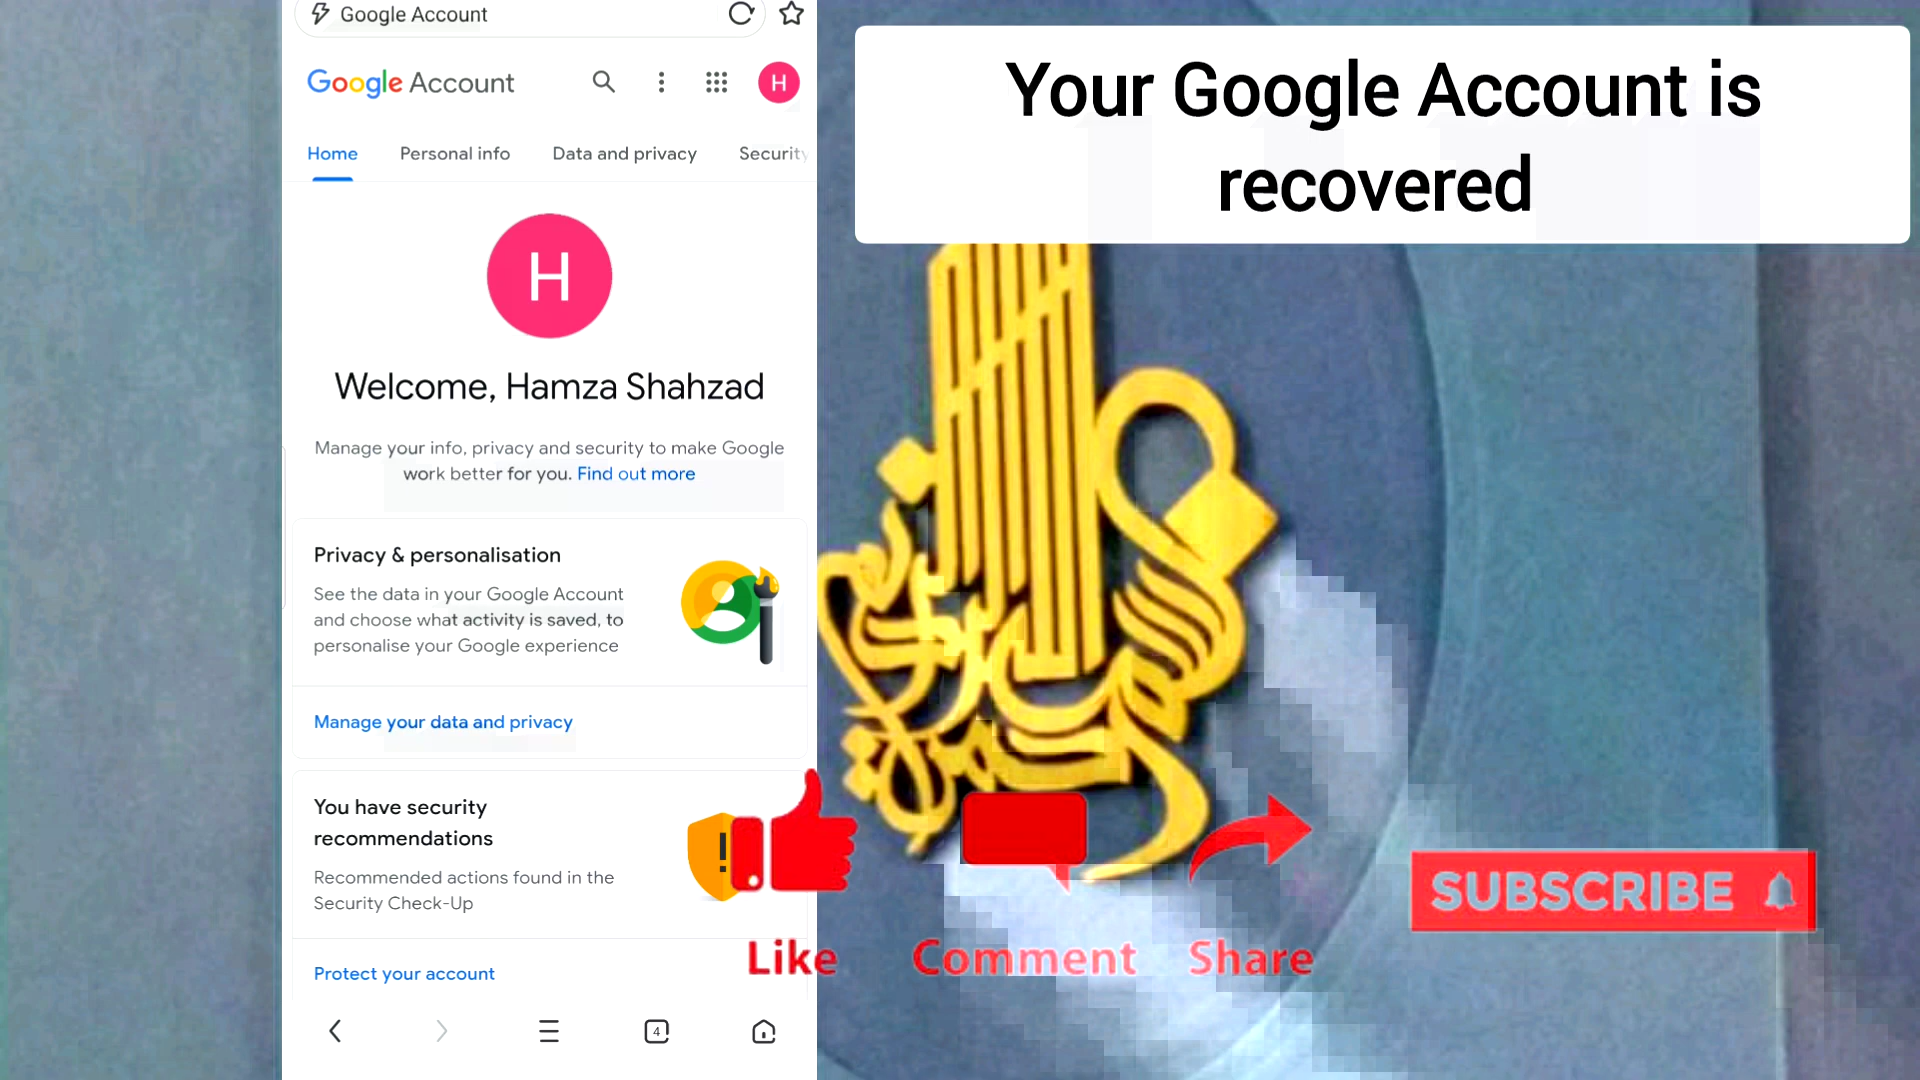 Google Account
Google Account
H
Home
Personal info
Data and privacy
Security
H
Welcome, Hamza Shahzad
Manage your info, privacy and security to make Google
work better for you. Find out more
Privacy & personalisation
See the data in your Google Account
and choose what activity is saved, to
personalise your Google experience
Manage your data and privacy
You have security
recommendations
Recommended actions found in the
Security Check-Up
Protect your account
4
Your Google Account is
recovered
Like
Comment
Share
SUBSCRIBE